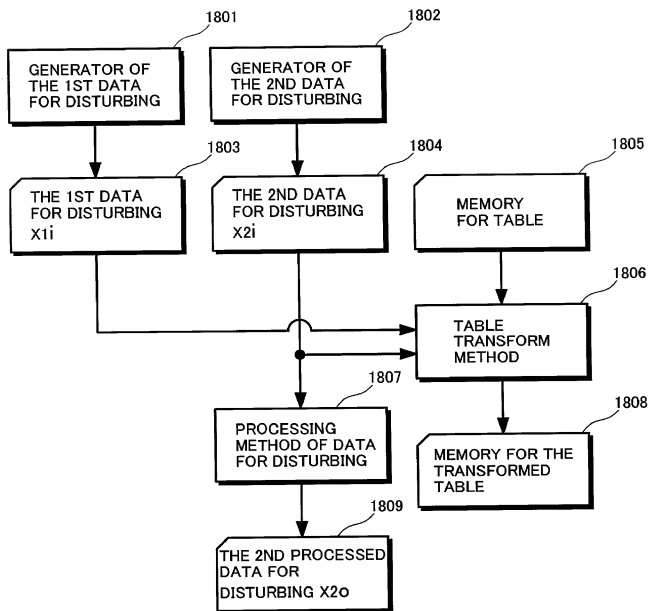 1801
1802
GENERATOR OF
THE 1ST DATA
FOR DISTURBING
GENERATOR OF
THE 2ND DATA
FOR DISTURBING
1803
1804
1805
THE 1ST DATA
FOR DISTURBING
X1i
THE 2ND DATA
FOR DISTURBING
X2i
MEMORY
FOR TABLE
1806
TABLE
TRANSFORM
METHOD
1807
1808
PROCESSING
METHOD OF DATA
FOR DISTURBING
MEMORY FOR THE
TRANSFORMED
TABLE
1809
THE 2ND PROCESSED
DATA FOR
DISTURBING X2o